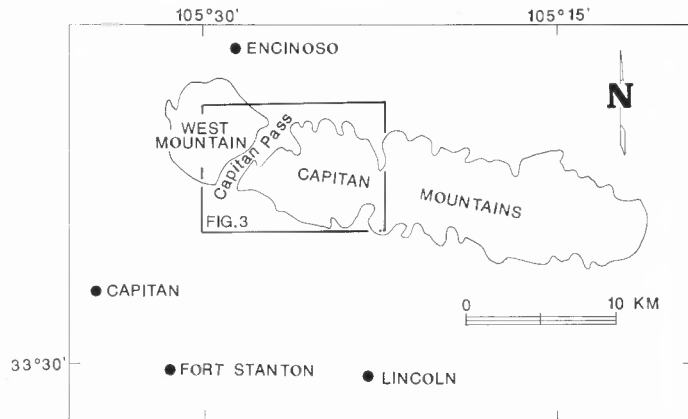 105°30' 105°15'
ENCINOSO
N
WEST
MOUNTAIN
Capitan Pass
CAPITAN
MOUNTAINS
FIG.3
CAPITAN
0 10 KM
33°30'
FORT STANTON
LINCOLN